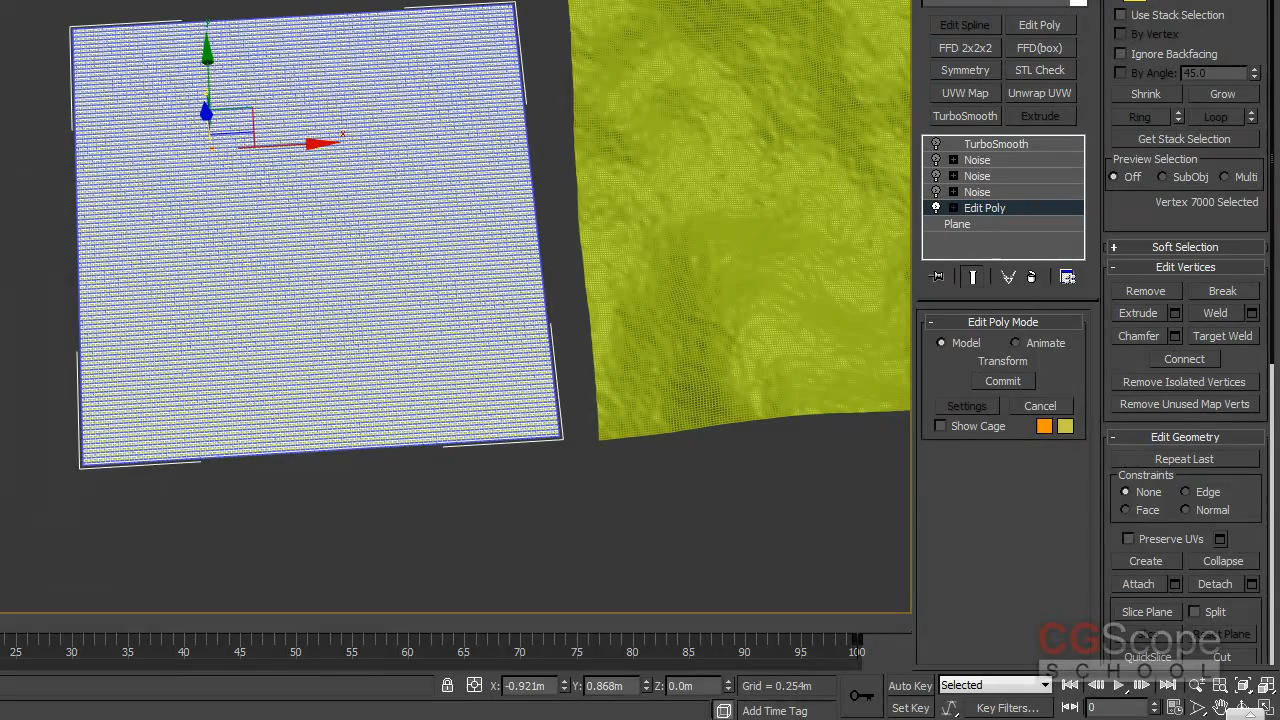 Edit Spline
Edit Poly
FFD 2x2x2
FFD(box)
Symmetry
STL Check
UVW Map
Unwrap UVW
TurboSmooth
Extrude
TurboSmooth
Noise
Noise
Noise
Edit Poly
Plane
- Edit Poly Mode
Model
Animate
Transform
Commit
Settings
Cancel
Show Cage
Use Stack Selection
By Vertex
Ignore Backfacing
By Angle: 45.0
Shrink
Grow
Ring
Loop
Get Stack Selection
Preview Selection
Off
SubObj
Multi
Vertex 7000 Selected
+ Soft Selection
- Edit Vertices
Remove
Break
Extrude
Weld
Chamfer
Target Weld
Connect
Remove Isolated Vertices
Remove Unused Map Verts
- Edit Geometry
Repeat Last
Constraints
None
Edge
Face
Normal
Preserve UVs
Create
Collapse
Attach
Detach
Slice Plane
Split
QuickSlice
Cut
CGScope
SCHOOL
x
25 30 35 40 45 50 55 60 65 70 75 80 85 90 95 100
X: -0.921m Y: 0.868m Z: 0.0m Grid = 0.254m
Add Time Tag
Auto Key
Selected
Set Key
Key Filters...
0